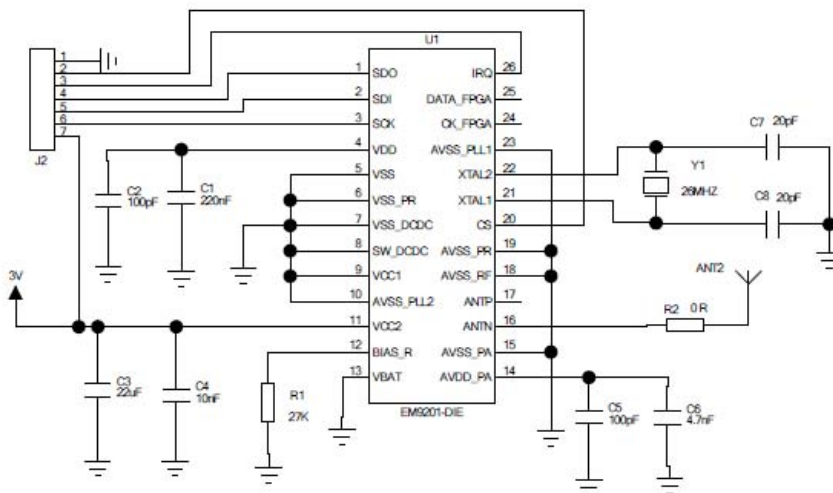 U1
1
2
3
4
5
6
7
J2
1 SDO
2 SDI
3 SCK
4 VDD
5 VSS
6 VSS_PR
7 VSS_DCDC
8 SW_DCDC
9 VCC1
10 AVSS_PLL2
11 VCC2
12 BIAS_R
13 VBAT
IRQ 26
DATA_FPGA 25
CK_FPGA 24
AVSS_PLL1 23
XTAL2 22
XTAL1 21
CS 20
AVSS_PR 19
AVSS_RF 18
ANTP 17
ANTN 16
AVSS_PA 15
AVDD_PA 14
EM9201-DIE
C2
100pF
C1
220nF
3V
C3
22uF
C4
10nF
R1
27K
C7 20pF
Y1
26MHZ
C8 20pF
ANT2
R2 0R
C5
100pF
C6
4.7nF